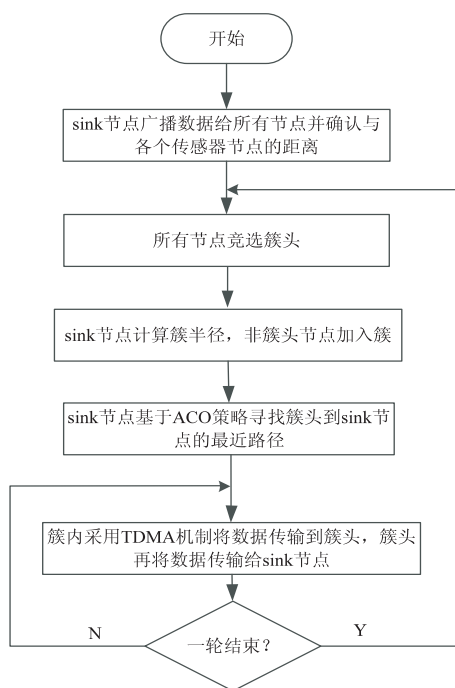 开始
sink节点广播数据给所有节点并确认与
各个传感器节点的距离
所有节点竞选簇头
sink节点计算簇半径，非簇头节点加入簇
sink节点基于ACO策略寻找簇头到sink节
点的最近路径
簇内采用TDMA机制将数据传输到簇头，簇头
再将数据传输给sink节点
N
一轮结束？
Y